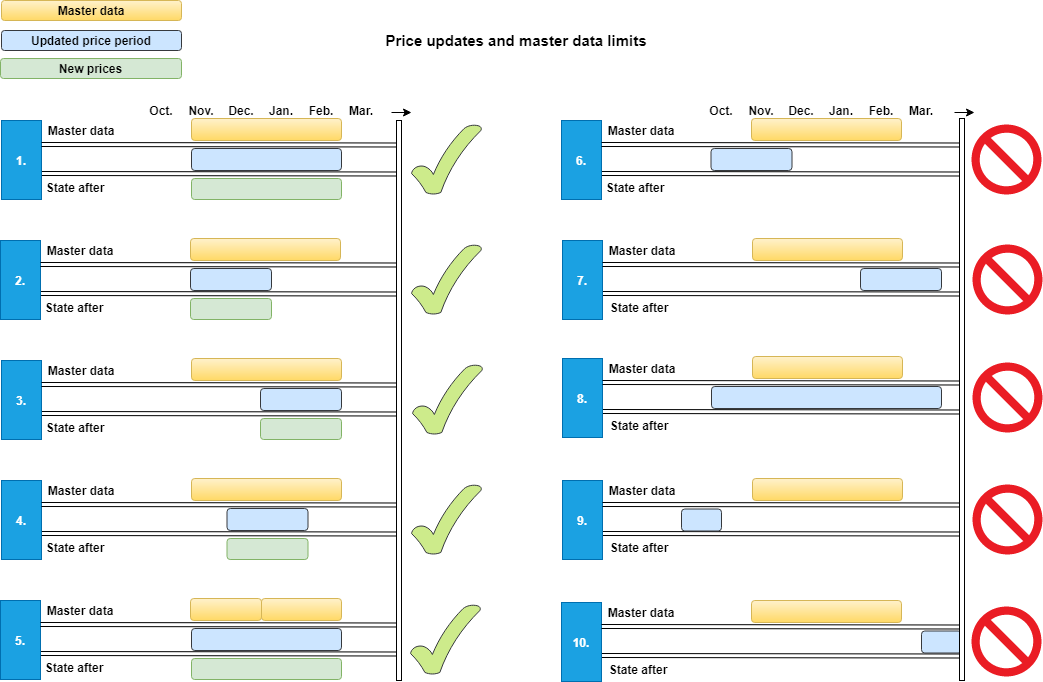 Master data
Updated price period
New prices
Price updates and master data limits
Oct. Nov. Dec. Jan. Feb. Mar.
Master data
1.
State after
Master data
2.
State after
Master data
3.
State after
Master data
4.
State after
Master data
5.
State after
Oct. Nov. Dec. Jan. Feb. Mar.
Master data
6.
State after
Master data
7.
State after
Master data
8.
State after
Master data
9.
State after
Master data
10.
State after